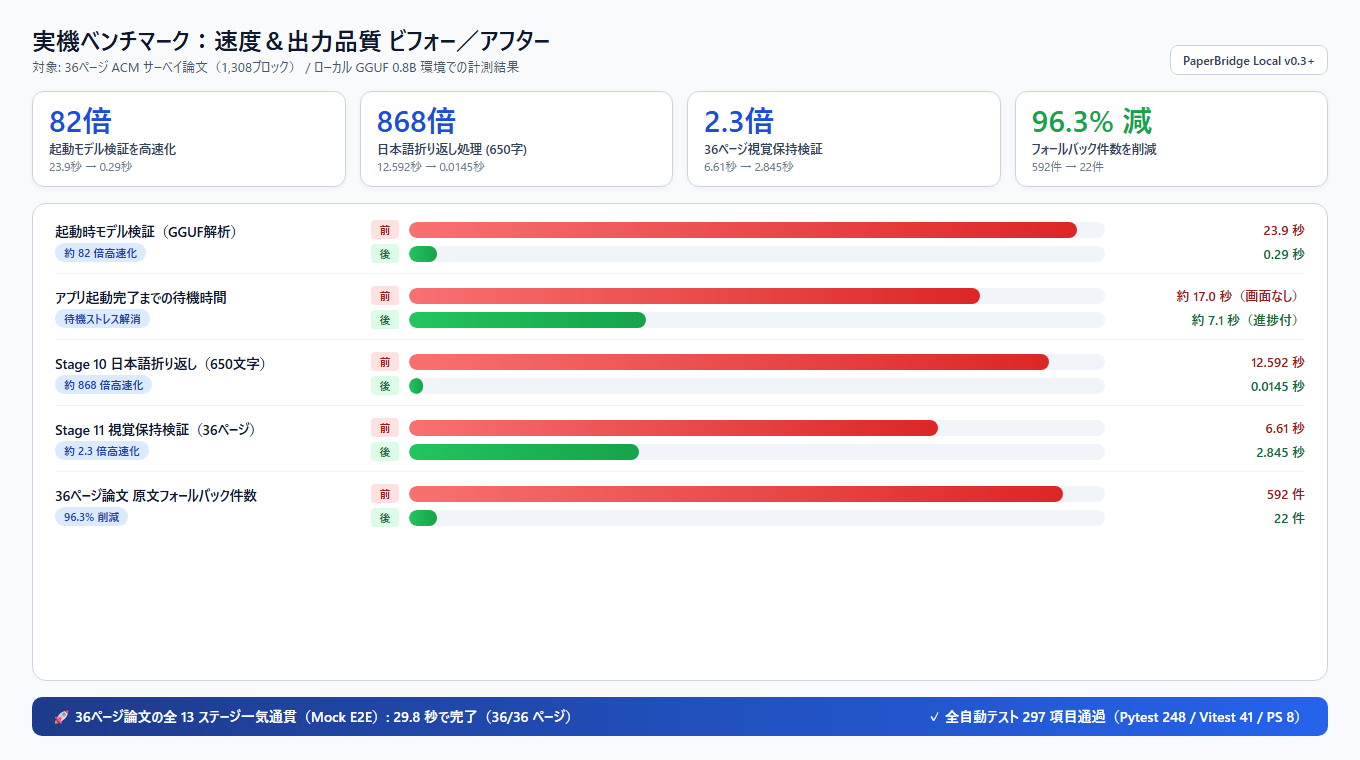 実機ベンチマーク：速度＆出力品質 ビフォー／アフター
対象: 36ページ ACM サーベイ論文（1,308ブロック） / ローカル GGUF 0.8B 環境での計測結果
PaperBridge Local v0.3+
82倍
起動モデル検証を高速化
23.9秒 → 0.29秒
868倍
日本語折り返し処理 (650字)
12.592秒 → 0.0145秒
2.3倍
36ページ視覚保持検証
6.61秒 → 2.845秒
96.3% 減
フォールバック件数を削減
592件 → 22件
起動時モデル検証（GGUF解析）
約 82 倍高速化
前
23.9 秒
後
0.29 秒
アプリ起動完了までの待機時間
待機ストレス解消
前
約 17.0 秒（画面なし）
後
約 7.1 秒（進捗付）
Stage 10 日本語折り返し（650文字）
約 868 倍高速化
前
12.592 秒
後
0.0145 秒
Stage 11 視覚保持検証（36ページ）
約 2.3 倍高速化
前
6.61 秒
後
2.845 秒
36ページ論文 原文フォールバック件数
96.3% 削減
前
592 件
後
22 件
🚀 36ページ論文の全 13 ステージ一気通貫（Mock E2E）: 29.8 秒で完了（36/36 ページ）
✓ 全自動テスト 297 項目通過（Pytest 248 / Vitest 41 / PS 8）